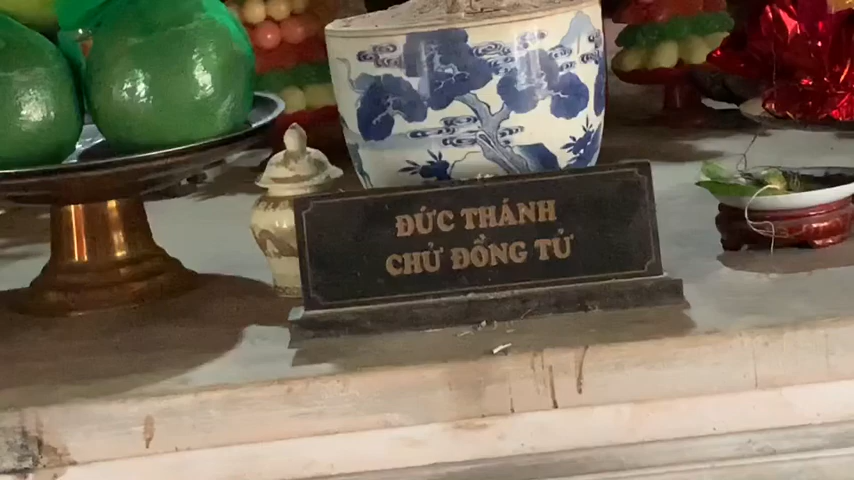 ĐỨC THÁNH
CHỬ ĐỒNG TỬ